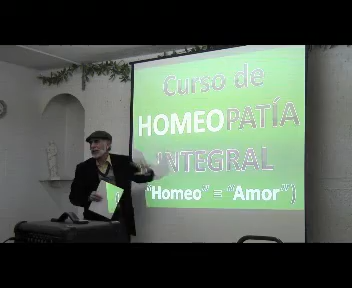 Curso de
HOMEOPATÍA
INTEGRAL
("Homeo" = "Amor")